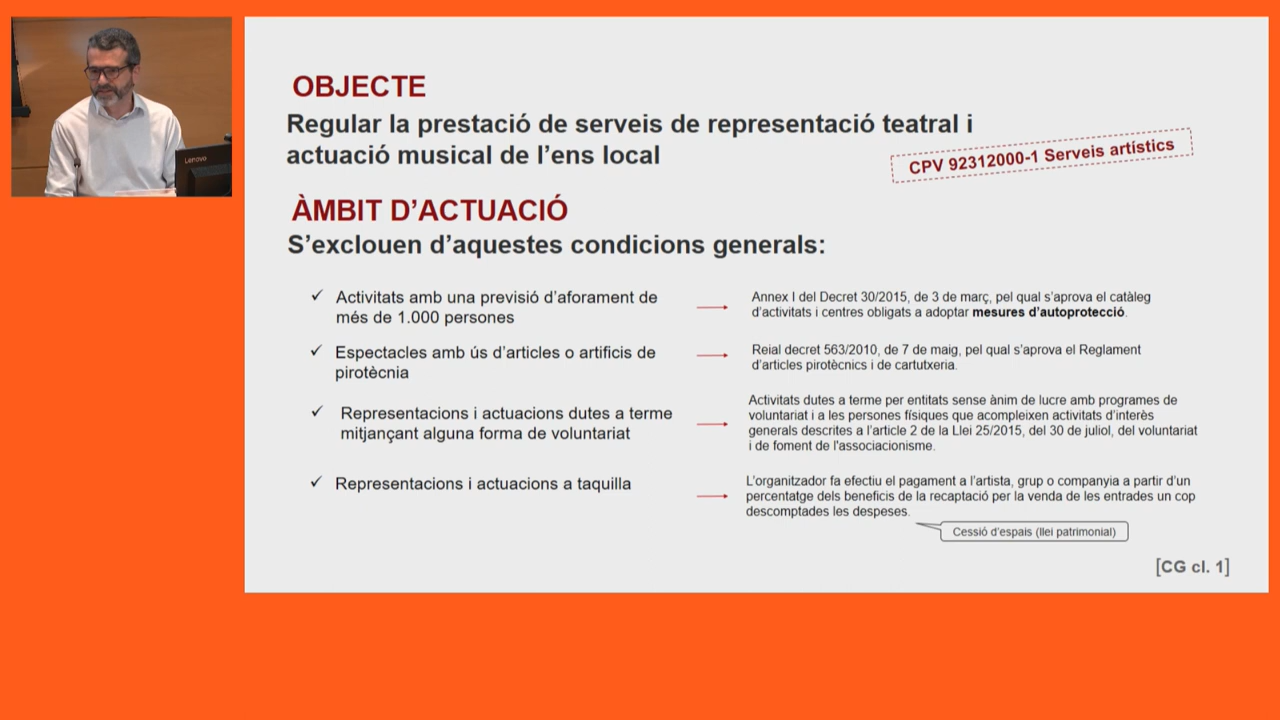 Lenovo
OBJECTE
Regular la prestació de serveis de representació teatral i
actuació musical de l'ens local
CPV 92312000-1 Serveis artístics
ÀMBIT D'ACTUACIÓ
S'exclouen d'aquestes condicions generals:
Activitats amb una previsió d'aforament de
més de 1.000 persones
Annex I del Decret 30/2015, de 3 de març, pel qual s'aprova el catàleg
d'activitats i centres obligats a adoptar mesures d'autoprotecció.
Espectacles amb ús d'articles o artificis de
pirotècnia
Reial decret 563/2010, de 7 de maig, pel qual s'aprova el Reglament
d'articles pirotècnics i de cartutxeria.
Representacions i actuacions dutes a terme
mitjançant alguna forma de voluntariat
Activitats dutes a terme per entitats sense ànim de lucre amb programes de
voluntariat i a les persones físiques que acompleixen activitats d'interès
generals descrites a l'article 2 de la Llei 25/2015, del 30 de juliol, del voluntariat
i de foment de l'associacionisme.
Representacions i actuacions a taquilla
L'organitzador fa efectiu el pagament a l'artista, grup o companyia a partir d'un
percentatge dels beneficis de la recaptació per la venda de les entrades un cop
descomptades les despeses.
Cessió d'espais (llei patrimonial)
[CG cl. 1]